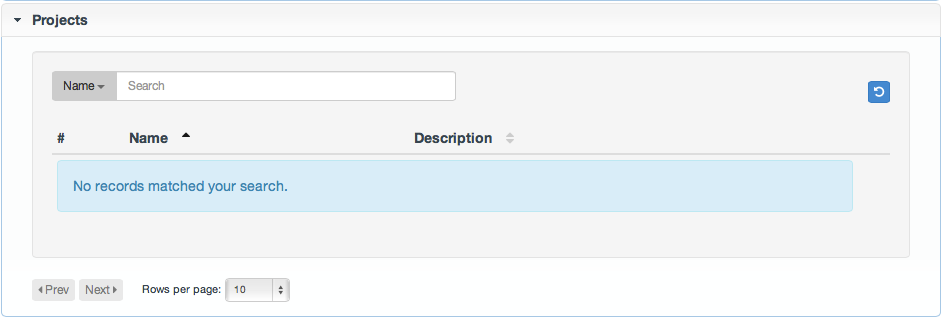 Projects
Name Search
# Name Description
No records matched your search.
Prev Next Rows per page: 10